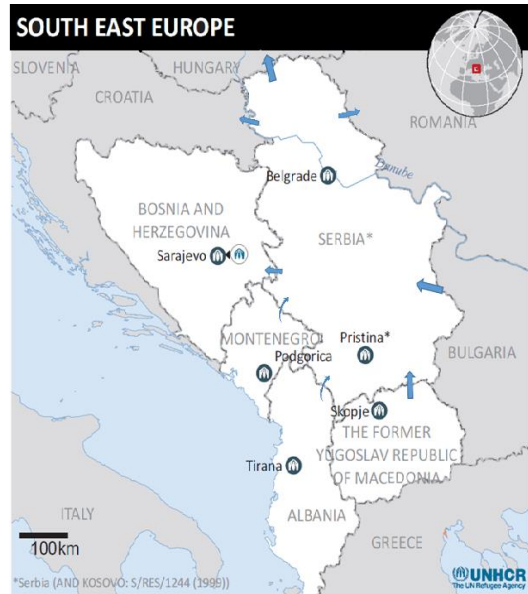 SOUTH EAST EUROPE
SLOVENIA
HUNGARY
CROATIA
ROMANIA
Danube
Belgrade
BOSNIA AND
HERZEGOVINA
SERBIA*
Sarajevo
MONTENEGRO
Podgorica
Pristina*
BULGARIA
Skopje
THE FORMER
YUGOSLAV REPUBLIC
OF MACEDONIA
Tirana
ALBANIA
ITALY
GREECE
100km
*Serbia (AND KOSOVO: S/RES/1244 (1999))
UNHCR
The UN Refugee Agency